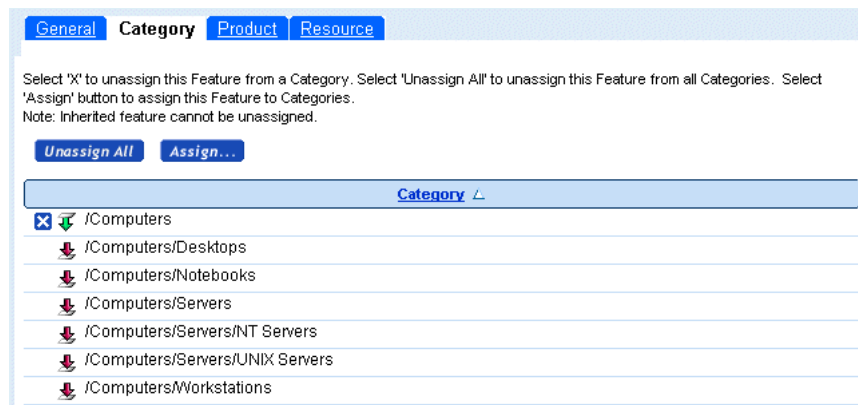 General Category Product Resource
Select 'X' to unassign this Feature from a Category. Select 'Unassign All' to unassign this Feature from all Categories. Select
'Assign' button to assign this Feature to Categories.
Note: Inherited feature cannot be unassigned.
Unassign All Assign...
Category
/Computers
/Computers/Desktops
/Computers/Notebooks
/Computers/Servers
/Computers/Servers/NT Servers
/Computers/Servers/UNIX Servers
/Computers/Workstations